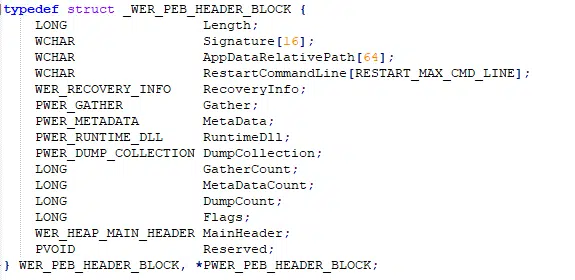 typedef struct _WER_PEB_HEADER_BLOCK {
LONG Length;
WCHAR Signature[16];
WCHAR AppDataRelativePath[64];
WCHAR RestartCommandLine[RESTART_MAX_CMD_LINE];
WER_RECOVERY_INFO RecoveryInfo;
PWER_GATHER Gather;
PWER_METADATA MetaData;
PWER_RUNTIME_DLL RuntimeDll;
PWER_DUMP_COLLECTION DumpCollection;
LONG GatherCount;
LONG MetaDataCount;
LONG DumpCount;
LONG Flags;
WER_HEAP_MAIN_HEADER MainHeader;
PVOID Reserved;
} WER_PEB_HEADER_BLOCK, *PWER_PEB_HEADER_BLOCK;